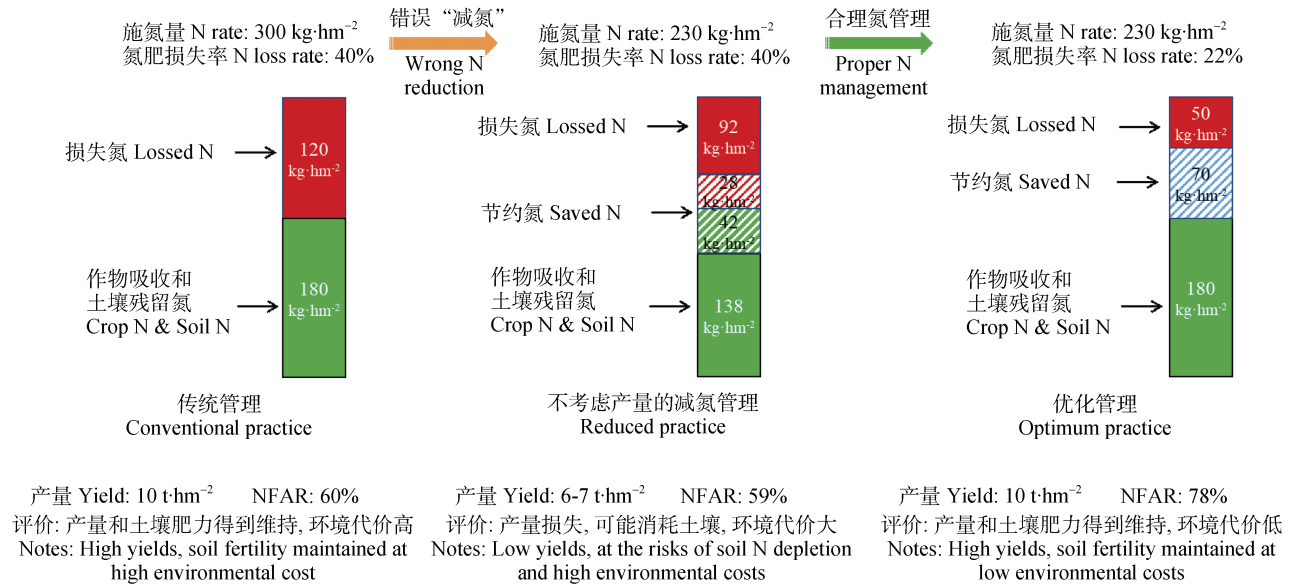 施氮量 N rate: 300 kg·hm⁻²
氮肥损失率 N loss rate: 40%
错误“减氮”
Wrong N
reduction
施氮量 N rate: 230 kg·hm⁻²
氮肥损失率 N loss rate: 40%
合理氮管理
Proper N
management
施氮量 N rate: 230 kg·hm⁻²
氮肥损失率 N loss rate: 22%
损失氮 Lossed N
120
kg·hm⁻²
作物吸收和
土壤残留氮
Crop N & Soil N
180
kg·hm⁻²
传统管理
Conventional practice
损失氮 Lossed N
92
kg·hm⁻²
节约氮 Saved N
28
kg·hm⁻²
42
kg·hm⁻²
作物吸收和
土壤残留氮
Crop N & Soil N
138
kg·hm⁻²
不考虑产量的减氮管理
Reduced practice
损失氮 Lossed N
50
kg·hm⁻²
节约氮 Saved N
70
kg·hm⁻²
作物吸收和
土壤残留氮
Crop N & Soil N
180
kg·hm⁻²
优化管理
Optimum practice
产量 Yield: 10 t·hm⁻² NFAR: 60%
评价: 产量和土壤肥力得到维持, 环境代价高
Notes: High yields, soil fertility maintained at
high environmental cost
产量 Yield: 6-7 t·hm⁻² NFAR: 59%
评价: 产量损失, 可能消耗土壤, 环境代价大
Notes: Low yields, at the risks of soil N depletion
and high environmental costs
产量 Yield: 10 t·hm⁻² NFAR: 78%
评价: 产量和土壤肥力得到维持, 环境代价低
Notes: High yields, soil fertility maintained at
low environmental costs